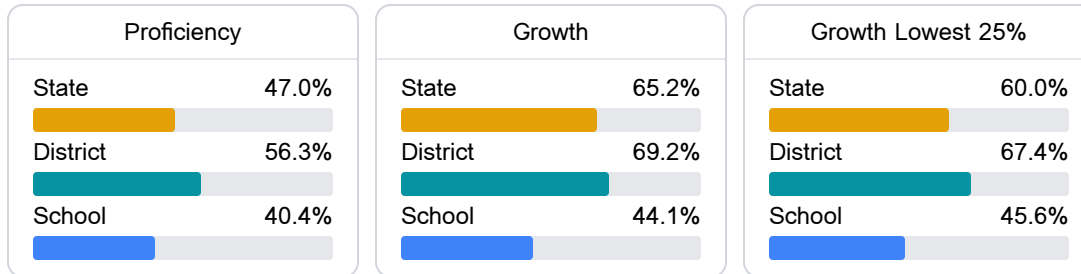 Proficiency
State 47.0%
District 56.3%
School 40.4%
Growth
State 65.2%
District 69.2%
School 44.1%
Growth Lowest 25%
State 60.0%
District 67.4%
School 45.6%